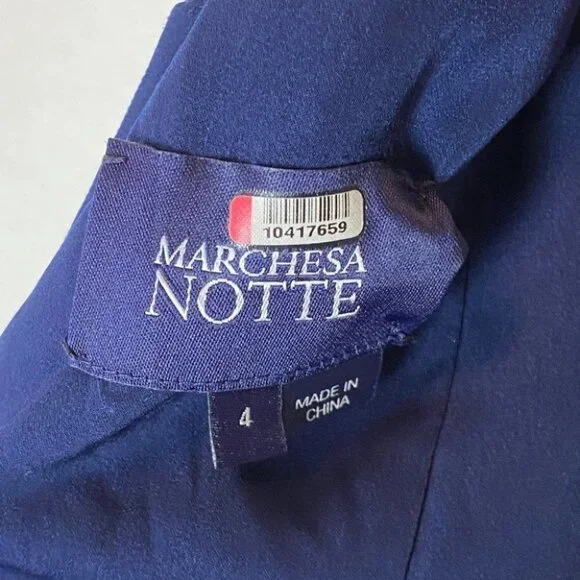 10417659
MARCHESA
NOTTE
4
MADE IN
CHINA